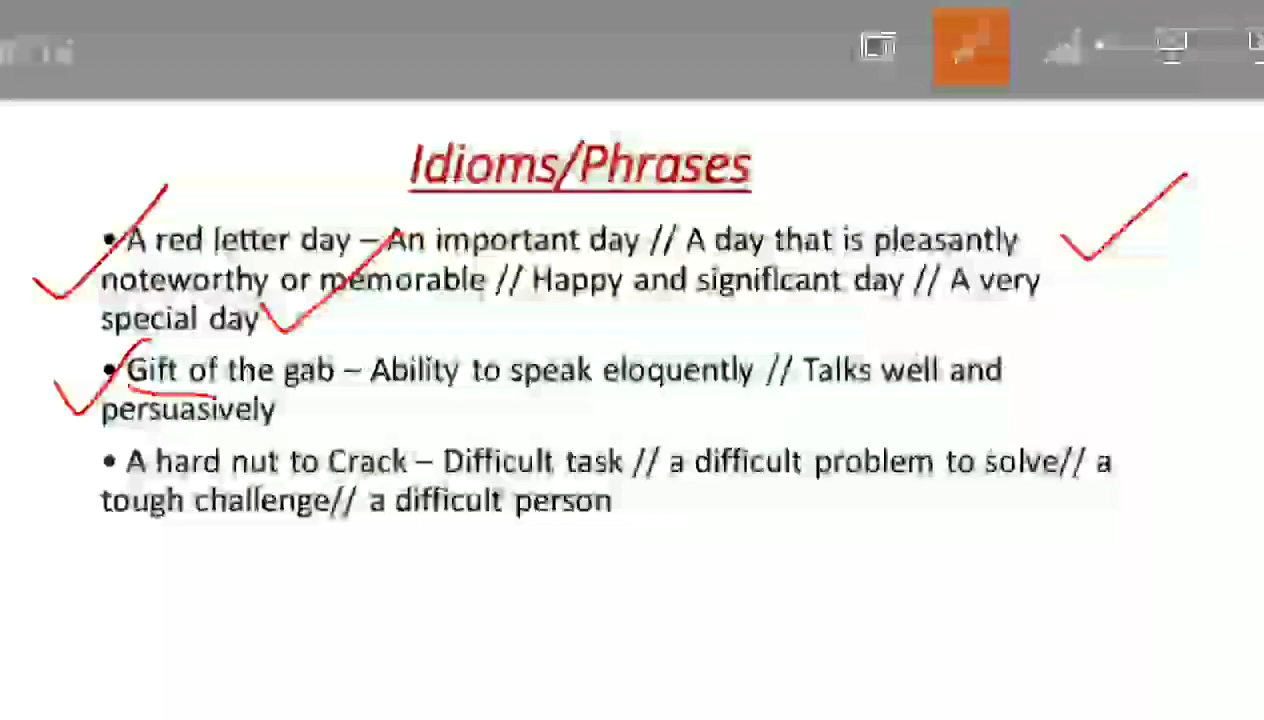 Idioms/Phrases
• A red letter day – An important day // A day that is pleasantly
noteworthy or memorable // Happy and significant day // A very
special day
• Gift of the gab – Ability to speak eloquently // Talks well and
persuasively
• A hard nut to Crack – Difficult task // a difficult problem to solve// a
tough challenge// a difficult person